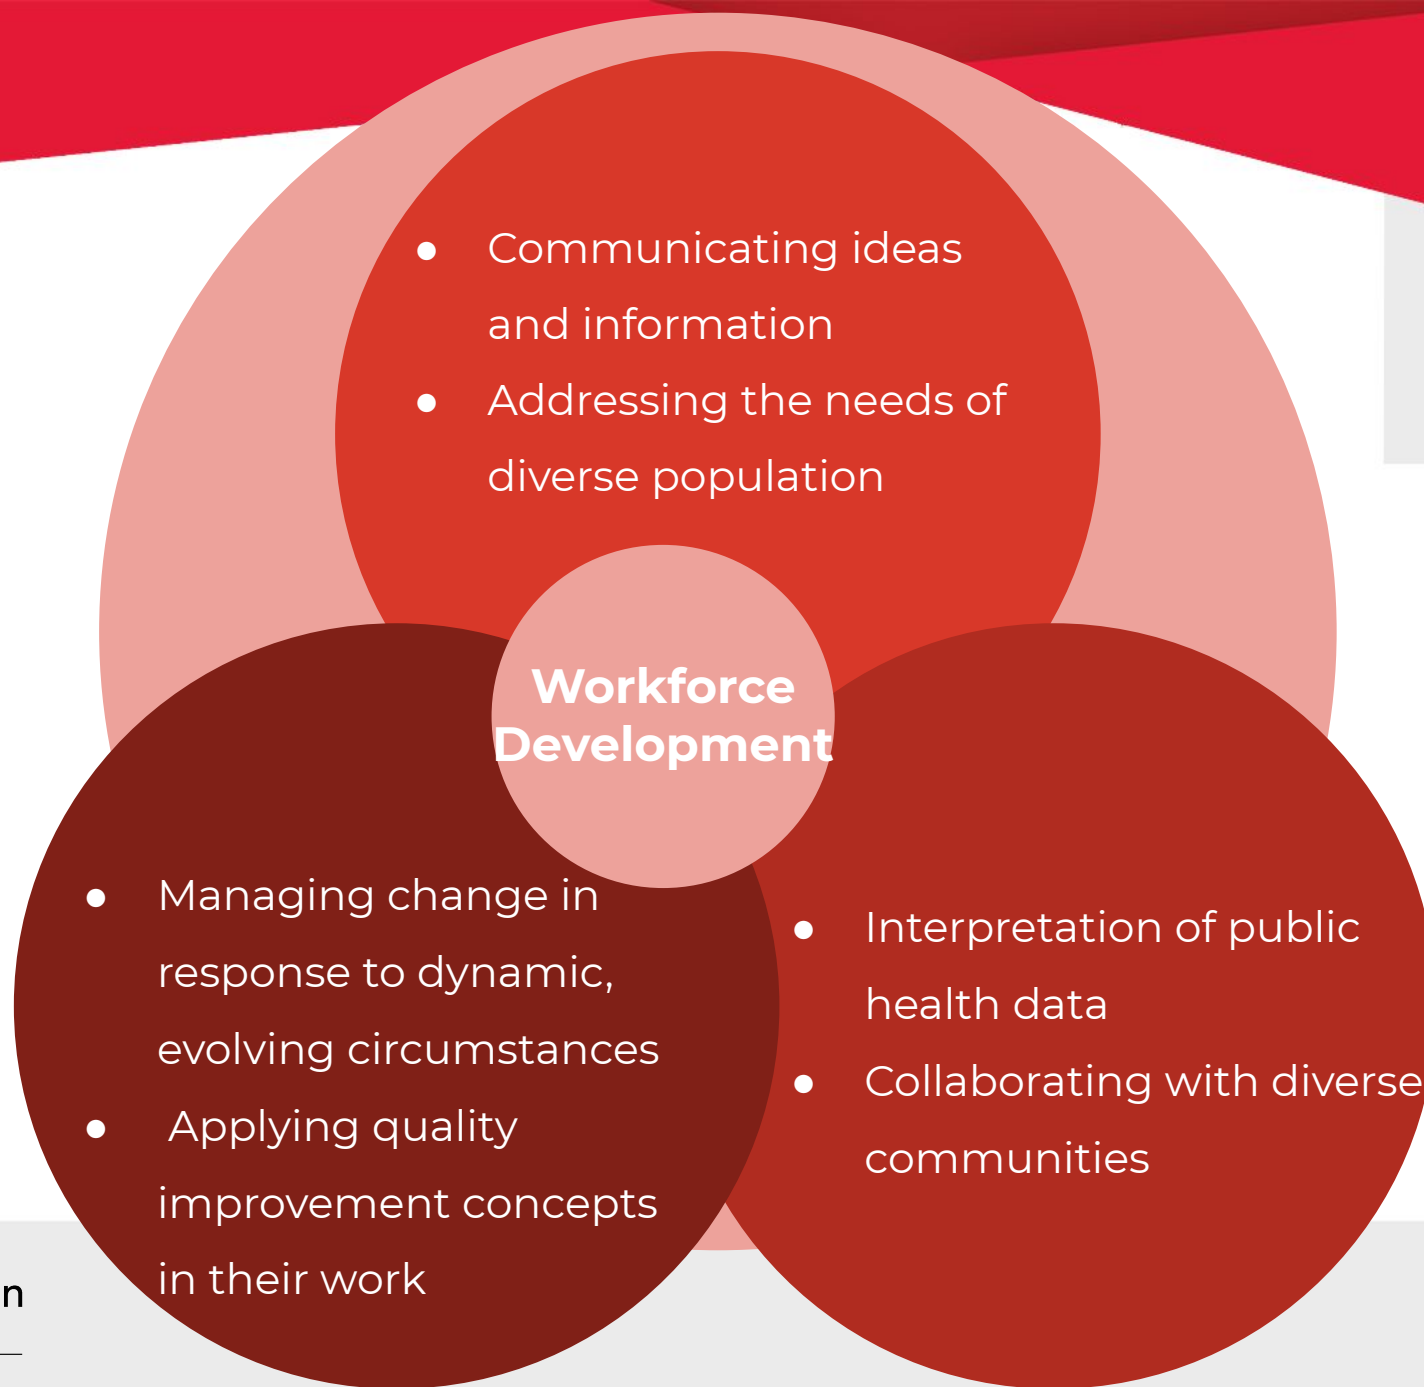 ● Communicating ideas
and information
● Addressing the needs of
diverse population
Workforce
Development
● Managing change in
response to dynamic,
evolving circumstances
● Applying quality
improvement concepts
in their work
● Interpretation of public
health data
● Collaborating with diverse
communities
n